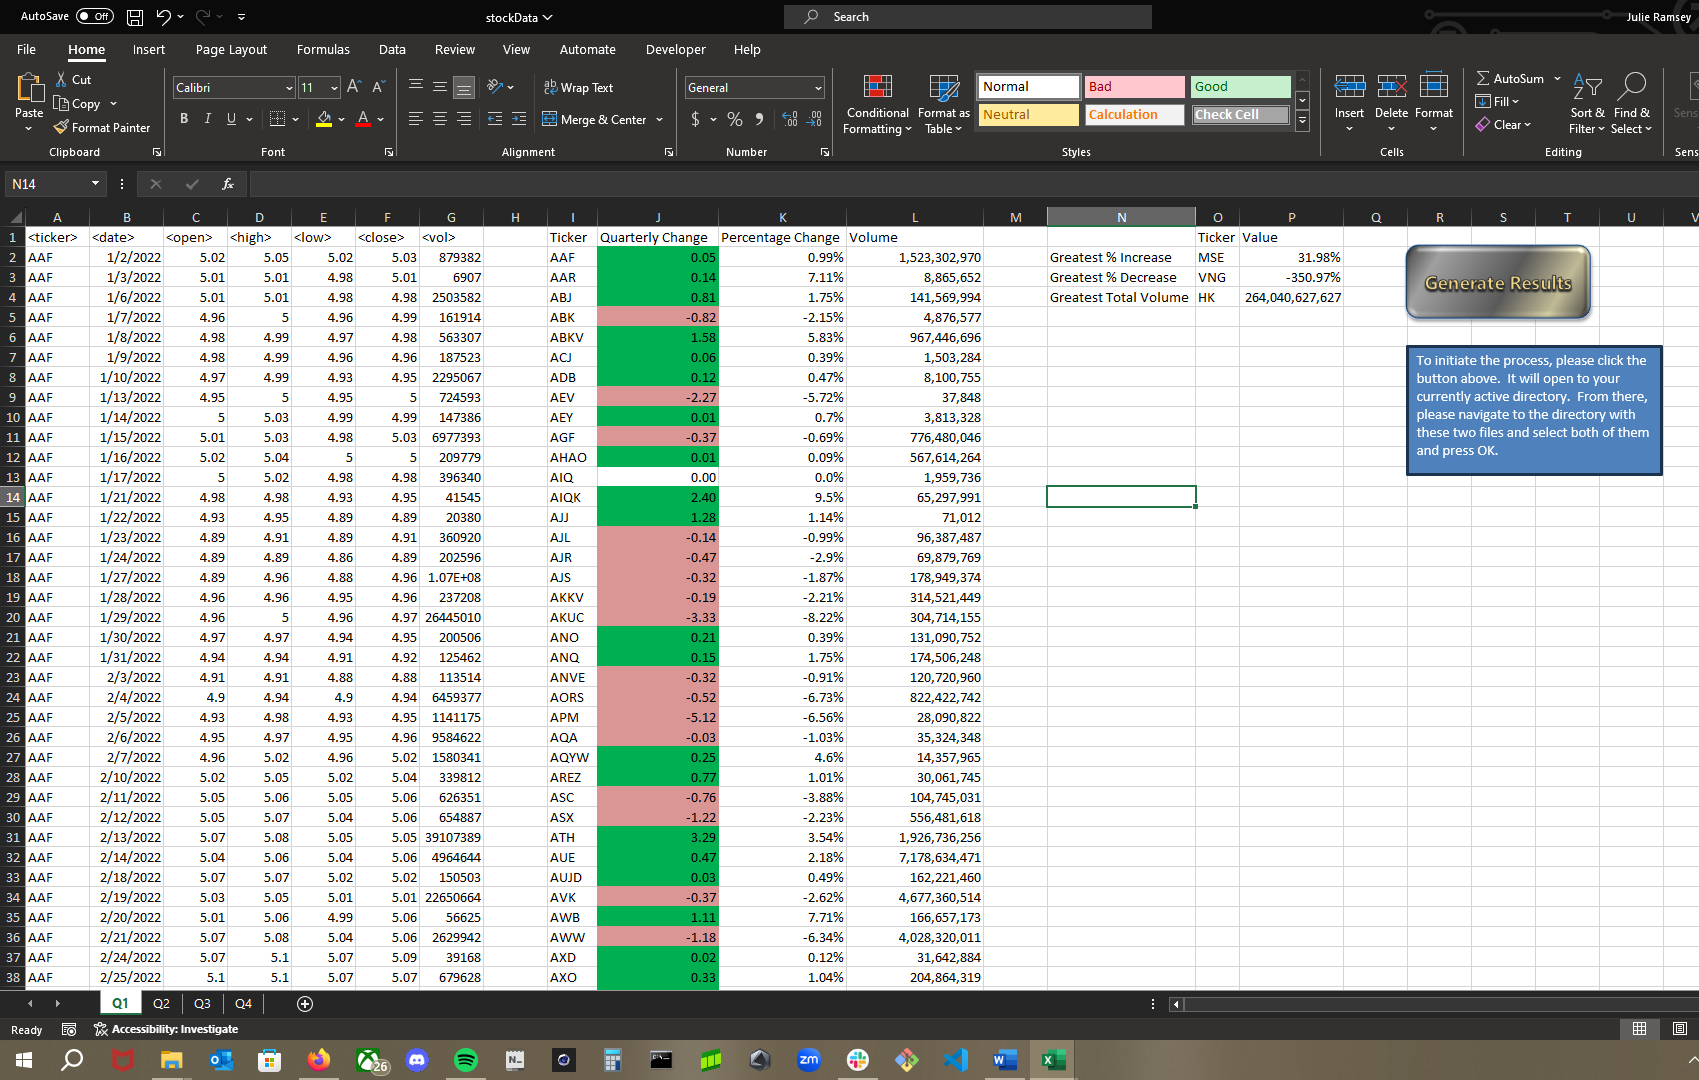 AutoSave Off stockData Search Julie Ramsey
File Home Insert Page Layout Formulas Data Review View Automate Developer Help
Paste Cut Copy Format Painter Clipboard
Calibri 11 B I U Font
Wrap Text Merge & Center Alignment
General $ % Number
Conditional Formatting Format as Table
Normal Bad Good
Neutral Calculation Check Cell
Styles
Insert Delete Format Cells
AutoSum Fill Clear Sort & Filter Find & Select Editing
Sens
Sens
N14 fx
A B C D E F G H I J K L M N O P Q R S T U V
1 <ticker> <date> <open> <high> <low> <close> <vol> Ticker Quarterly Change Percentage Change Volume Ticker Value
2 AAF 1/2/2022 5.02 5.05 5.02 5.03 879382 AAF 0.05 0.99% 1,523,302,970 Greatest % Increase MSE 31.98%
3 AAF 1/3/2022 5.01 5.01 4.98 5.01 6907 AAR 0.14 7.11% 8,865,652 Greatest % Decrease VNG -350.97%
4 AAF 1/6/2022 5.01 5.01 4.98 4.98 2503582 ABJ 0.81 1.75% 141,569,994 Greatest Total Volume HK 264,040,627,627
5 AAF 1/7/2022 4.96 5 4.96 4.99 161914 ABK -0.82 -2.15% 4,876,577
6 AAF 1/8/2022 4.98 4.99 4.97 4.98 563307 ABKV 1.58 5.83% 967,446,696
7 AAF 1/9/2022 4.98 4.99 4.96 4.96 187523 ACJ 0.06 0.39% 1,503,284
8 AAF 1/10/2022 4.97 4.99 4.93 4.95 2295067 ADB 0.12 0.47% 8,100,755
9 AAF 1/13/2022 4.95 5 4.95 5 724593 AEV -2.27 -5.72% 37,848
10 AAF 1/14/2022 5 5.03 4.99 4.99 147386 AEY 0.01 0.7% 3,813,328
11 AAF 1/15/2022 5.01 5.03 4.98 5.03 6977393 AGF -0.37 -0.69% 776,480,046
12 AAF 1/16/2022 5.02 5.04 5 5 209779 AHAO 0.01 0.09% 567,614,264
13 AAF 1/17/2022 5 5.02 4.98 4.98 396340 AIQ 0.00 0.0% 1,959,736
14 AAF 1/21/2022 4.98 4.98 4.93 4.95 41545 AIQK 2.40 9.5% 65,297,991
15 AAF 1/22/2022 4.93 4.95 4.89 4.89 20380 AJJ 1.28 1.14% 71,012
16 AAF 1/23/2022 4.89 4.91 4.89 4.91 360920 AJL -0.14 -0.99% 96,387,487
17 AAF 1/24/2022 4.89 4.89 4.86 4.89 202596 AJR -0.47 -2.9% 69,879,769
18 AAF 1/27/2022 4.89 4.96 4.88 4.96 1.07E+08 AJS -0.32 -1.87% 178,949,374
19 AAF 1/28/2022 4.96 4.96 4.95 4.96 237208 AKKV -0.19 -2.21% 314,521,449
20 AAF 1/29/2022 4.96 5 4.96 4.97 26445010 AKUC -3.33 -8.22% 304,714,155
21 AAF 1/30/2022 4.97 4.97 4.94 4.95 200506 ANO 0.21 0.39% 131,090,752
22 AAF 1/31/2022 4.94 4.94 4.91 4.92 125462 ANQ 0.15 1.75% 174,506,248
23 AAF 2/3/2022 4.91 4.91 4.88 4.88 113514 ANVE -0.32 -0.91% 120,720,960
24 AAF 2/4/2022 4.9 4.94 4.9 4.94 6459377 AORS -0.52 -6.73% 822,422,742
25 AAF 2/5/2022 4.93 4.98 4.93 4.95 1141175 APM -5.12 -6.56% 28,090,822
26 AAF 2/6/2022 4.95 4.97 4.95 4.96 9584622 AQA -0.03 -1.03% 35,324,348
27 AAF 2/7/2022 4.96 5.02 4.96 5.02 1580341 AQYW 0.25 4.6% 14,357,965
28 AAF 2/10/2022 5.02 5.05 5.02 5.04 339812 AREZ 0.77 1.01% 30,061,745
29 AAF 2/11/2022 5.05 5.06 5.05 5.06 626351 ASC -0.76 -3.88% 104,745,031
30 AAF 2/12/2022 5.05 5.07 5.04 5.06 654887 ASX -1.22 -2.23% 556,481,618
31 AAF 2/13/2022 5.07 5.08 5.05 5.05 39107389 ATH 3.29 3.54% 1,926,736,256
32 AAF 2/14/2022 5.04 5.06 5.04 5.06 4964644 AUE 0.47 2.18% 7,178,634,471
33 AAF 2/18/2022 5.07 5.07 5.02 5.02 150503 AUJD 0.03 0.49% 162,221,460
34 AAF 2/19/2022 5.03 5.05 5.01 5.01 22650664 AVK -0.37 -2.62% 4,677,360,514
35 AAF 2/20/2022 5.01 5.06 4.99 5.06 56625 AWB 1.11 7.71% 166,657,173
36 AAF 2/21/2022 5.07 5.08 5.04 5.06 2629942 AWW -1.18 -6.34% 4,028,320,011
37 AAF 2/24/2022 5.07 5.1 5.07 5.09 39168 AXD 0.02 0.12% 31,642,884
38 AAF 2/25/2022 5.1 5.1 5.07 5.07 679628 AXO 0.33 1.04% 204,864,319
Generate Results
To initiate the process, please click the
button above. It will open to your
currently active directory. From there,
please navigate to the directory with
these two files and select both of them
and press OK.
Q1 Q2 Q3 Q4
Ready Accessibility: Investigate
26 zm